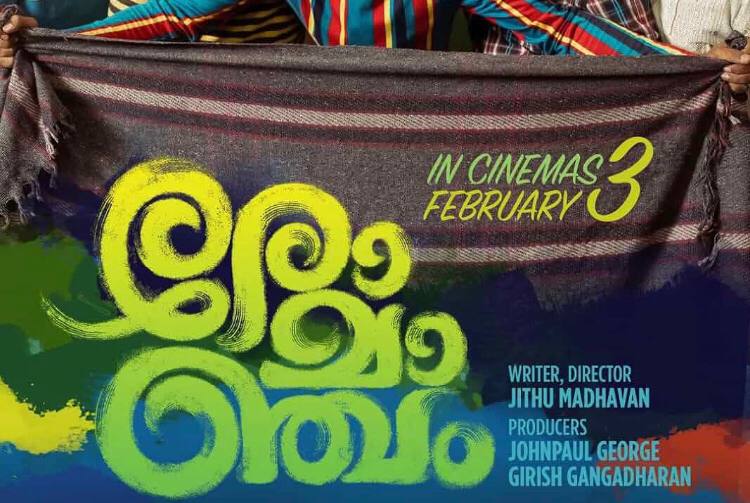 IN CINEMAS
FEBRUARY 3
രോ
മാ
ഞ്ചം
WRITER, DIRECTOR
JITHU MADHAVAN
PRODUCERS
JOHNPAUL GEORGE
GIRISH GANGADHARAN